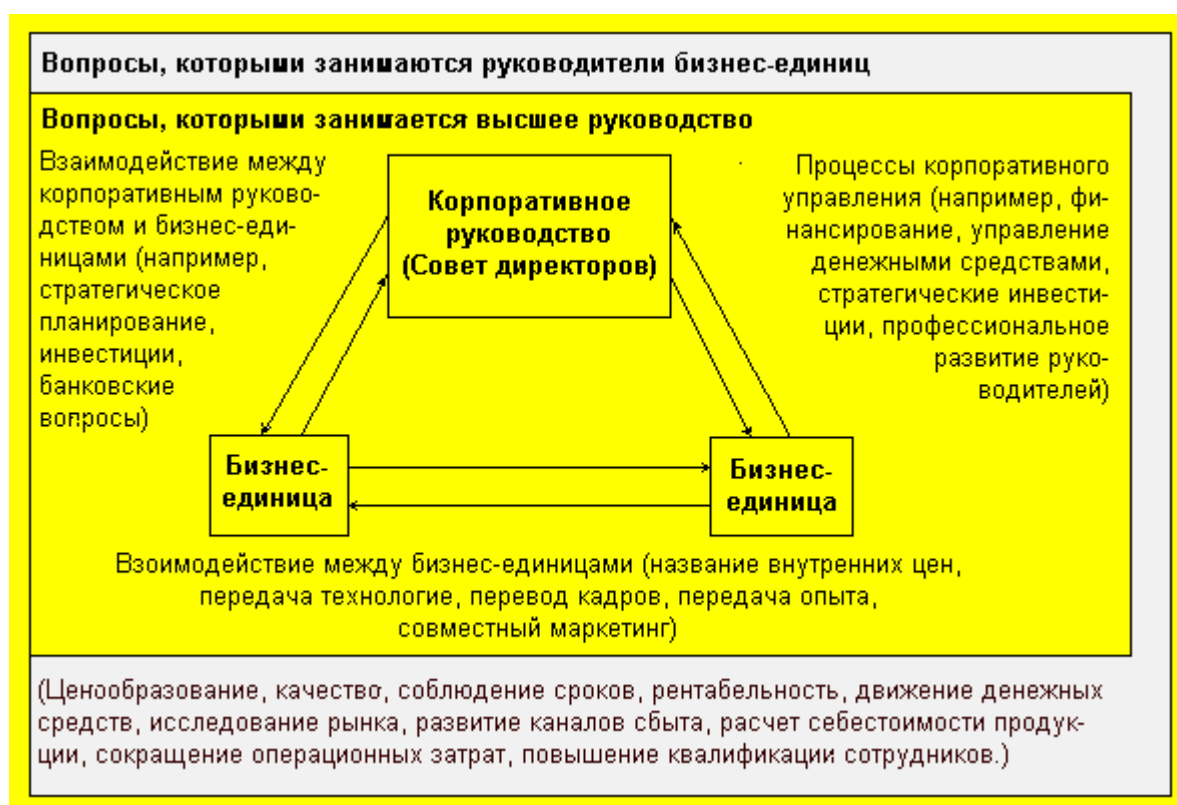 Вопросы, которыми занимаются руководители бизнес-единиц
Вопросы, которыми занимается высшее руководство
Взаимодействие между
корпоративным руково-
дством и бизнес-еди-
ницами (например,
стратегическое
планирование,
инвестиции,
банковские
вопросы)
Корпоративное
руководство
(Совет директоров)
Процессы корпоративного
управления (например, фи-
нансирование, управление
денежными средствами,
стратегические инвести-
ции, профессиональное
развитие руко-
водителей)
Бизнес-
единица
Бизнес-
единица
Взоимодействие между бизнес-единицами (название внутренних цен,
передача технологие, перевод кадров, передача опыта,
совместный маркетинг)
(Ценообразование, качество, соблюдение сроков, рентабельность, движение денежных
средств, исследование рынка, развитие каналов сбыта, расчет себестоимости продук-
ции, сокращение операционных затрат, повышение квалификации сотрудников.)